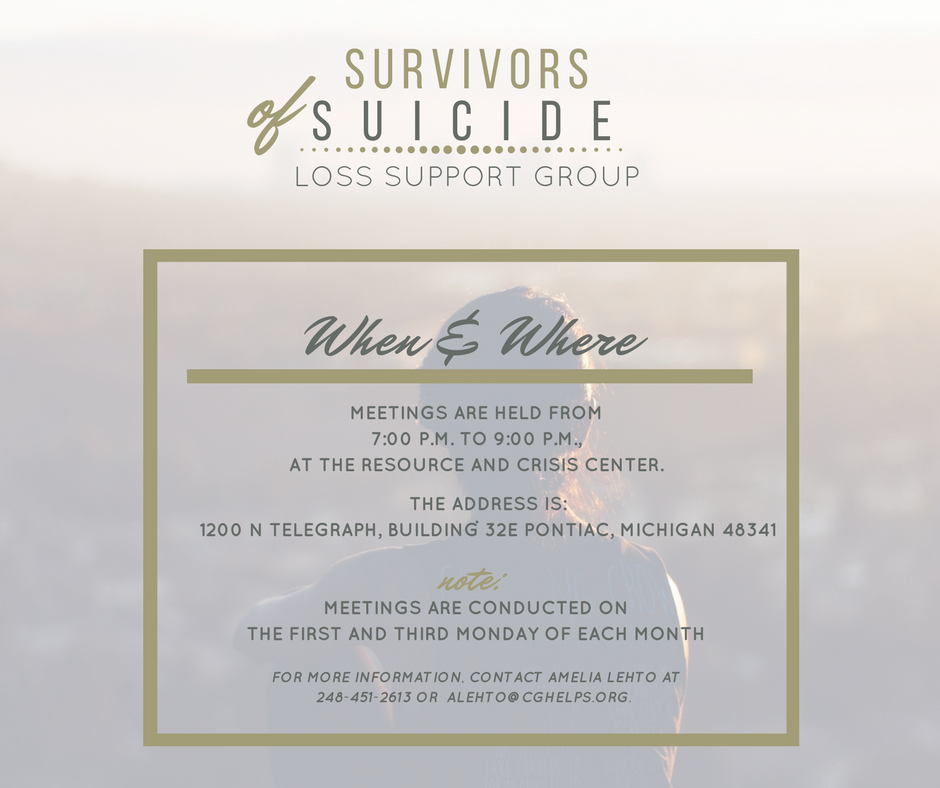 SURVIVORS
of SUICIDE
LOSS SUPPORT GROUP
When & Where
MEETINGS ARE HELD FROM
7:00 P.M. TO 9:00 P.M.,
AT THE RESOURCE AND CRISIS CENTER.
THE ADDRESS IS:
1200 N TELEGRAPH, BUILDING 32E PONTIAC, MICHIGAN 48341
note:
MEETINGS ARE CONDUCTED ON
THE FIRST AND THIRD MONDAY OF EACH MONTH
FOR MORE INFORMATION, CONTACT AMELIA LEHTO AT
248-451-2613 OR ALEHTO@CGHELPS.ORG.